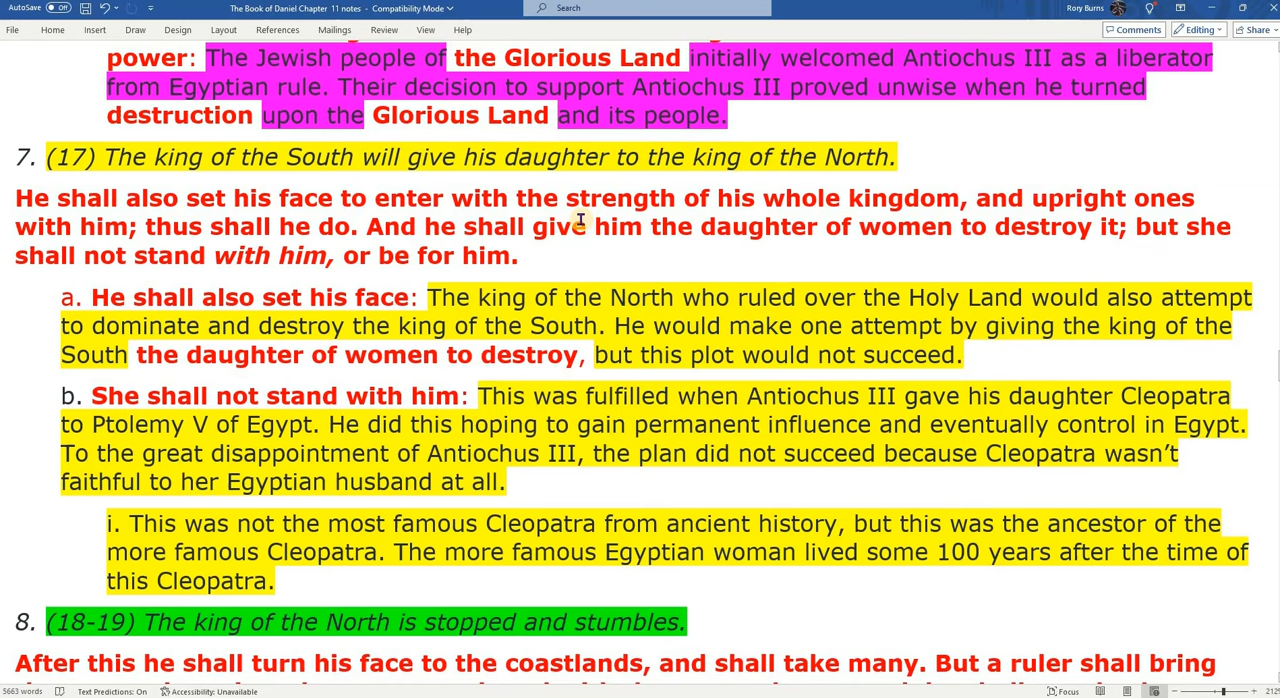 AutoSave Off
The Book of Daniel Chapter 11 notes - Compatibility Mode
Search
Rory Burns
File Home Insert Draw Design Layout References Mailings Review View Help
Comments Editing Share
power: The Jewish people of the Glorious Land initially welcomed Antiochus III as a liberator
from Egyptian rule. Their decision to support Antiochus III proved unwise when he turned
destruction upon the Glorious Land and its people.
7. (17) The king of the South will give his daughter to the king of the North.
He shall also set his face to enter with the strength of his whole kingdom, and upright ones
with him; thus shall he do. And he shall give him the daughter of women to destroy it; but she
shall not stand with him, or be for him.
a. He shall also set his face: The king of the North who ruled over the Holy Land would also attempt
to dominate and destroy the king of the South. He would make one attempt by giving the king of the
South the daughter of women to destroy, but this plot would not succeed.
b. She shall not stand with him: This was fulfilled when Antiochus III gave his daughter Cleopatra
to Ptolemy V of Egypt. He did this hoping to gain permanent influence and eventually control in Egypt.
To the great disappointment of Antiochus III, the plan did not succeed because Cleopatra wasn't
faithful to her Egyptian husband at all.
i. This was not the most famous Cleopatra from ancient history, but this was the ancestor of the
more famous Cleopatra. The more famous Egyptian woman lived some 100 years after the time of
this Cleopatra.
8. (18-19) The king of the North is stopped and stumbles.
After this he shall turn his face to the coastlands, and shall take many. But a ruler shall bring
5663 words Text Predictions: On Accessibility: Unavailable Focus